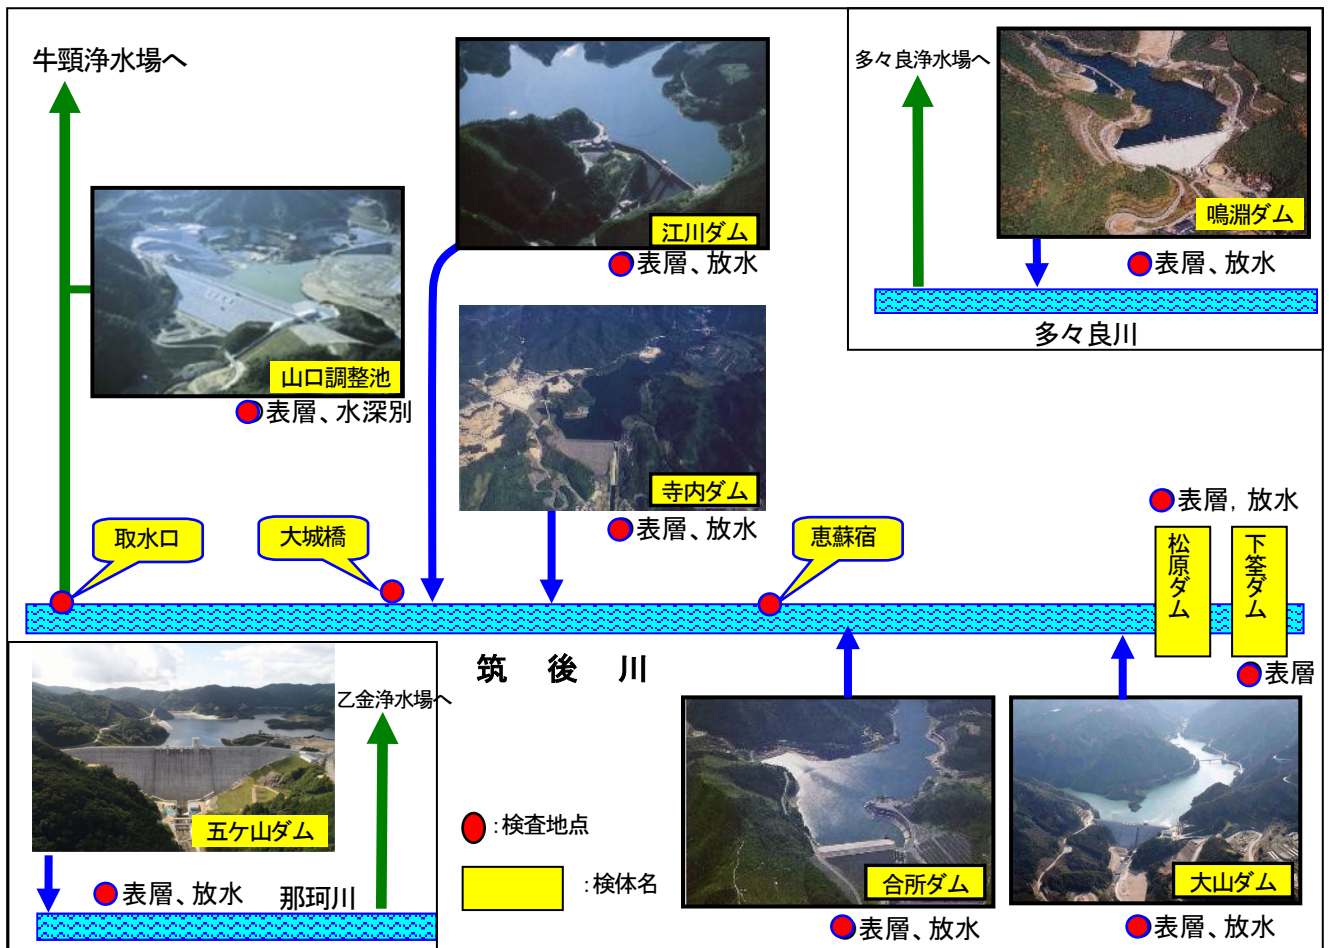 牛頸浄水場へ
江川ダム
表層、放水
多々良浄水場へ
鳴淵ダム
表層、放水
多々良川
山口調整池
表層、水深別
寺内ダム
表層、放水
取水口
大城橋
恵蘇宿
表層, 放水
松原ダム
下筌ダム
表層
筑後川
乙金浄水場へ
五ケ山ダム
表層、放水
那珂川
:検査地点
:検体名
合所ダム
表層、放水
大山ダム
表層、放水